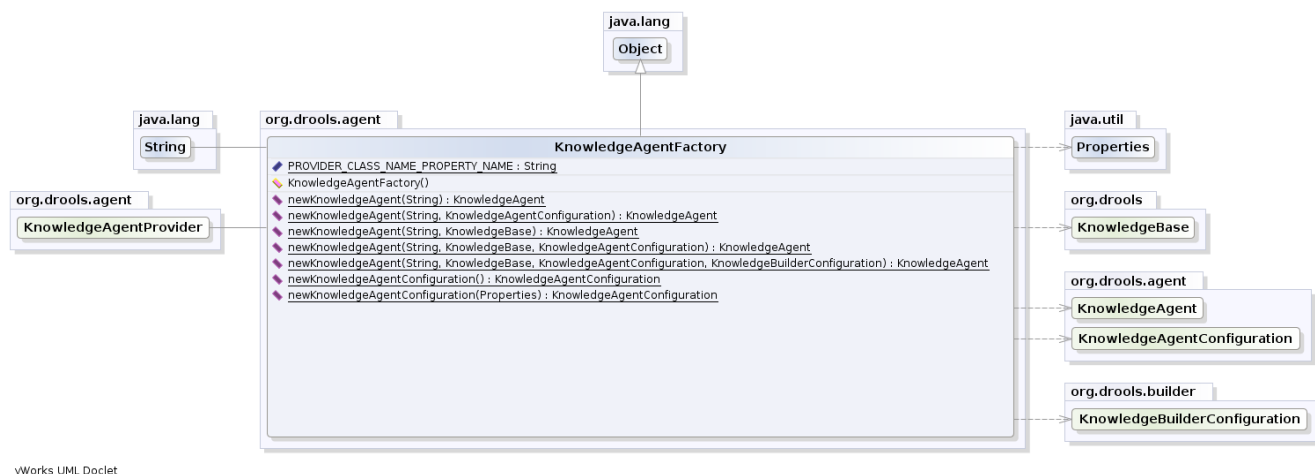 java.lang
Object
java.lang
String
org.drools.agent
KnowledgeAgentProvider
org.drools.agent
KnowledgeAgentFactory
PROVIDER_CLASS_NAME_PROPERTY_NAME : String
KnowledgeAgentFactory()
newKnowledgeAgent(String) : KnowledgeAgent
newKnowledgeAgent(String, KnowledgeAgentConfiguration) : KnowledgeAgent
newKnowledgeAgent(String, KnowledgeBase) : KnowledgeAgent
newKnowledgeAgent(String, KnowledgeBase, KnowledgeAgentConfiguration) : KnowledgeAgent
newKnowledgeAgent(String, KnowledgeBase, KnowledgeAgentConfiguration, KnowledgeBuilderConfiguration) : KnowledgeAgent
newKnowledgeAgentConfiguration() : KnowledgeAgentConfiguration
newKnowledgeAgentConfiguration(Properties) : KnowledgeAgentConfiguration
java.util
Properties
org.drools
KnowledgeBase
org.drools.agent
KnowledgeAgent
KnowledgeAgentConfiguration
org.drools.builder
KnowledgeBuilderConfiguration
yWorks UML Doclet